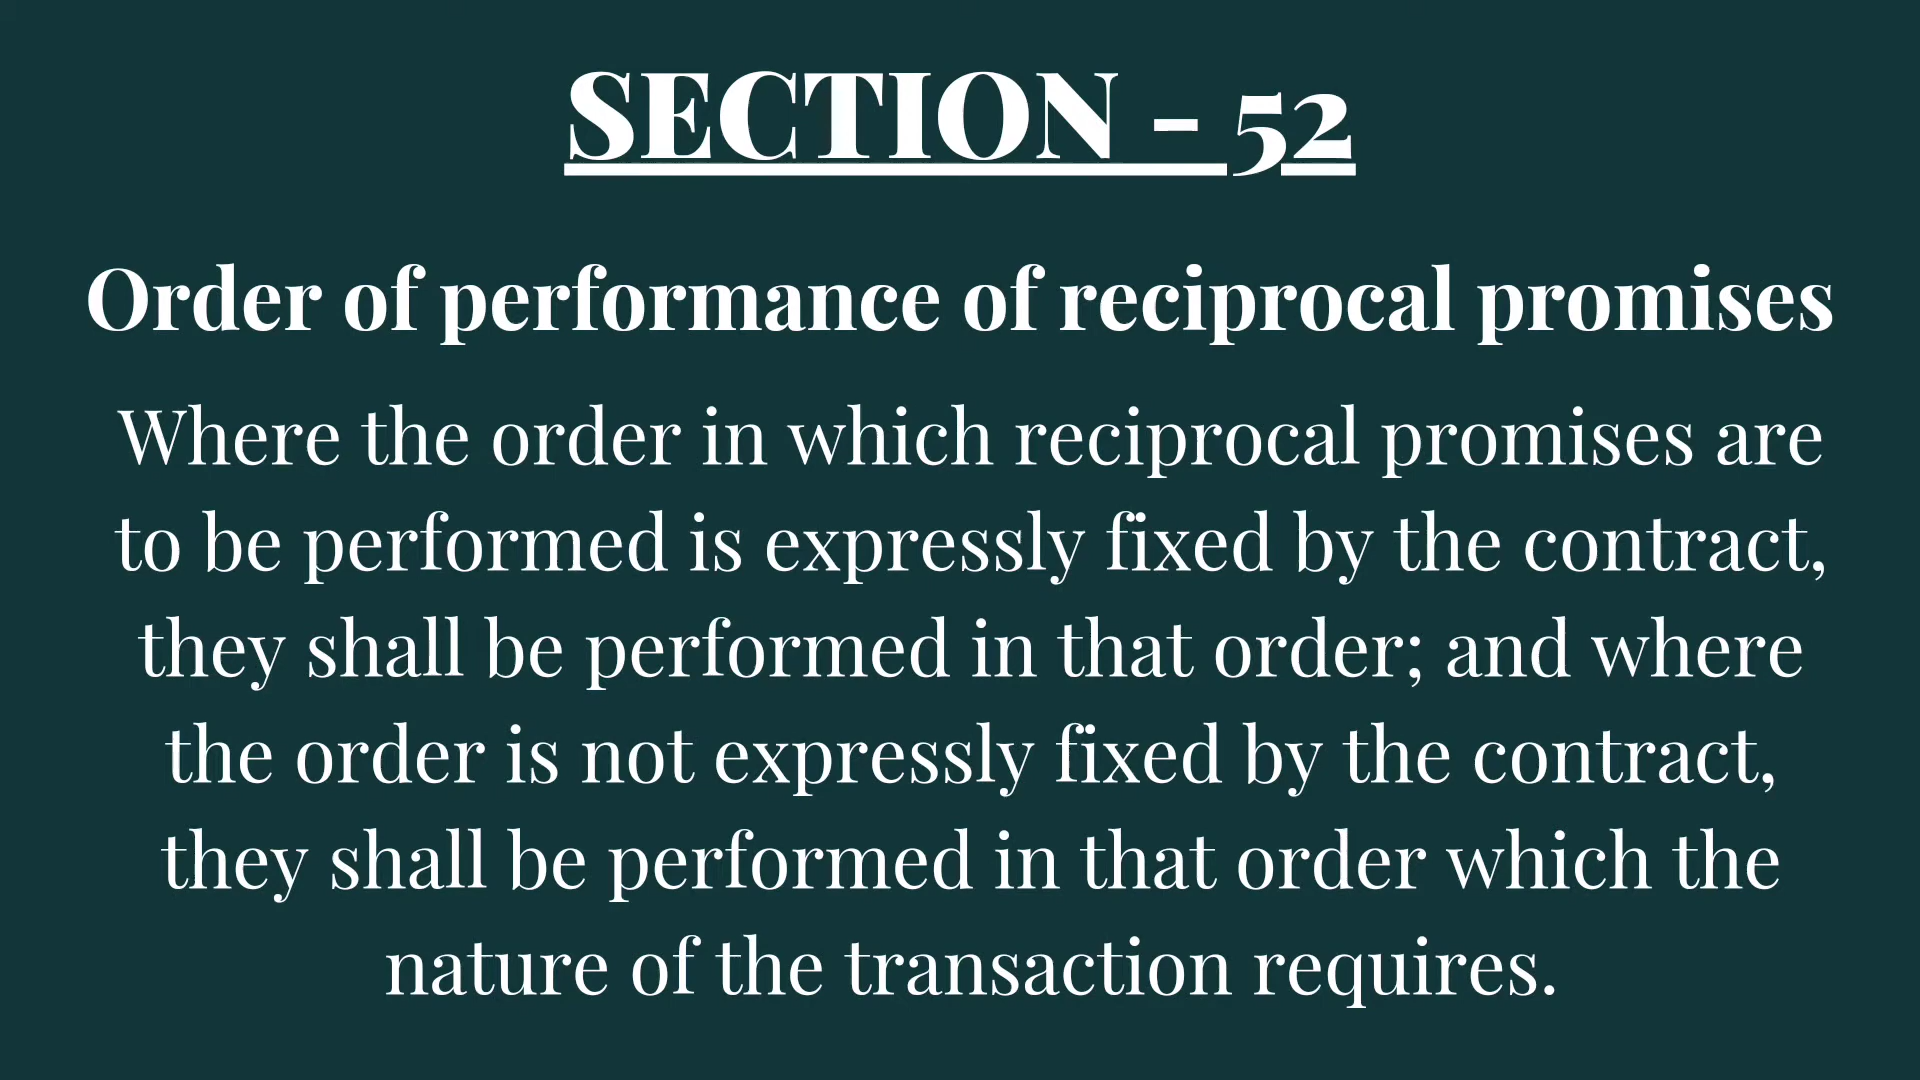 SECTION - 52
Order of performance of reciprocal promises
Where the order in which reciprocal promises are
to be performed is expressly fixed by the contract,
they shall be performed in that order; and where
the order is not expressly fixed by the contract,
they shall be performed in that order which the
nature of the transaction requires.